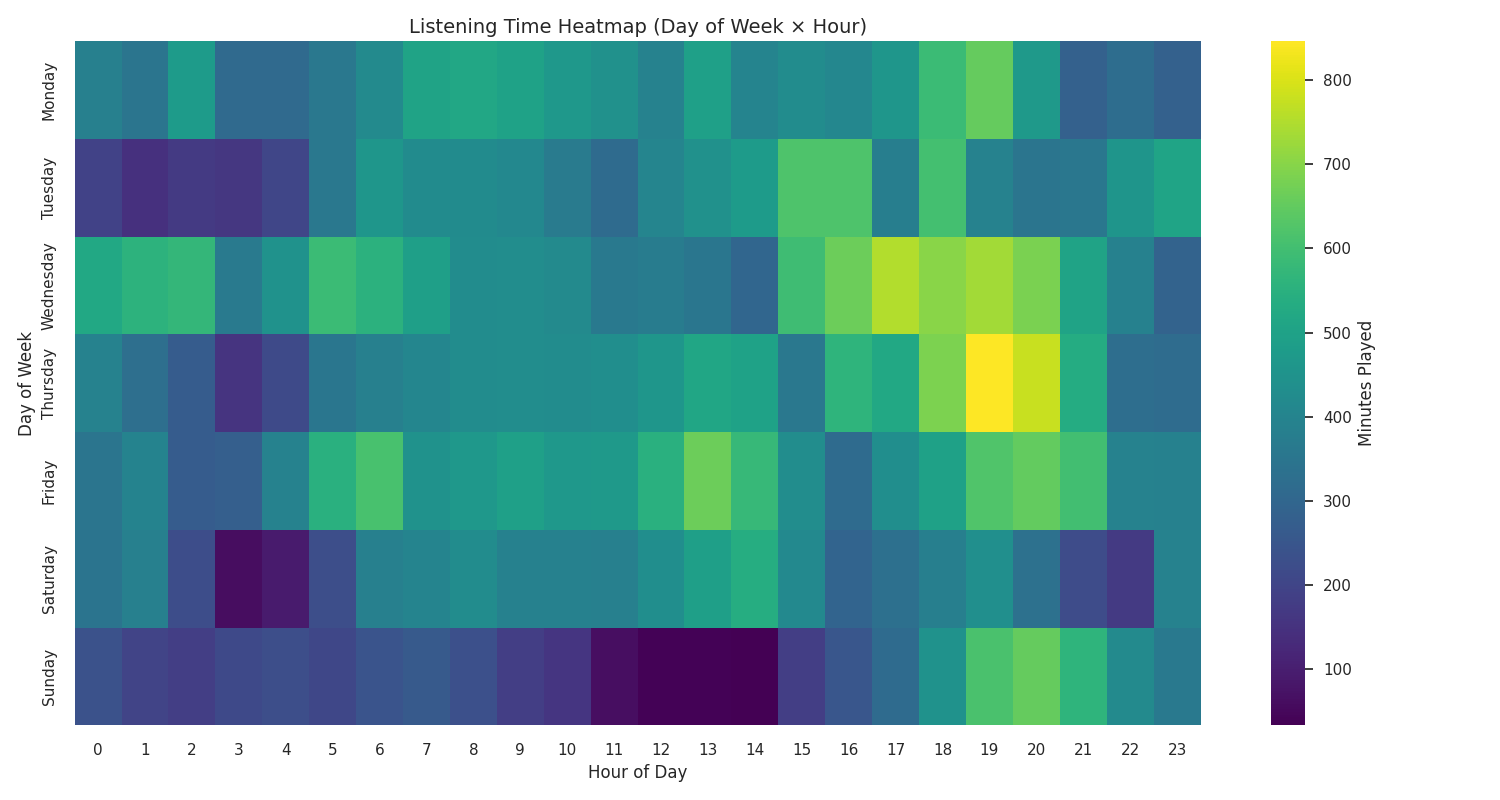 Listening Time Heatmap (Day of Week × Hour)
Day of Week
Monday
Tuesday
Wednesday
Thursday
Friday
Saturday
Sunday
0 1 2 3 4 5 6 7 8 9 10 11 12 13 14 15 16 17 18 19 20 21 22 23
Hour of Day
800
700
600
500
400
300
200
100
Minutes Played